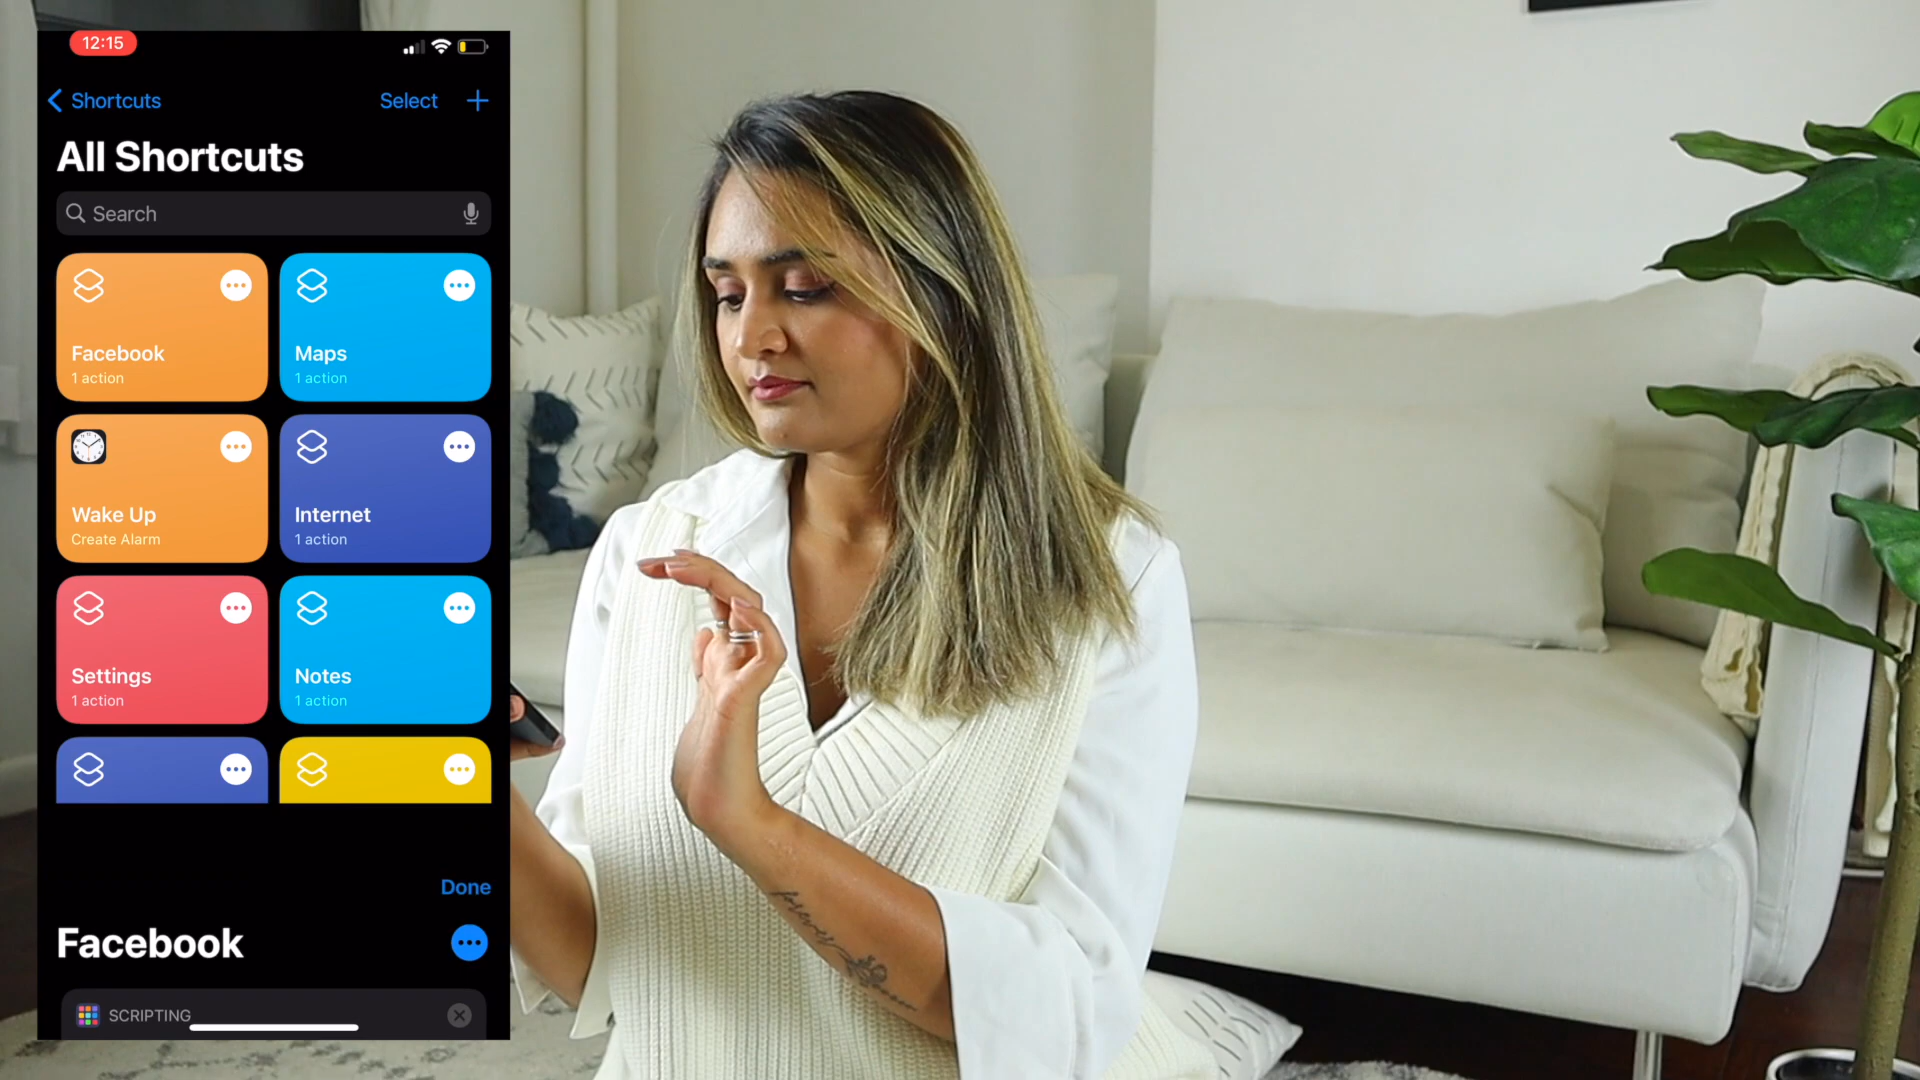 12:15
Shortcuts
Select
All Shortcuts
Search
Facebook
1 action
Maps
1 action
Wake Up
Create Alarm
Internet
1 action
Settings
1 action
Notes
1 action
Done
Facebook
SCRIPTING
forever